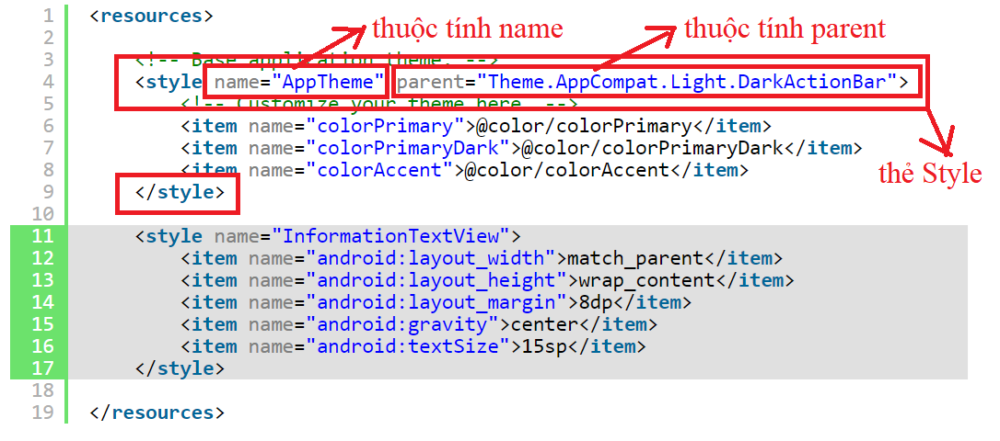 1 <resources>
thuộc tính name
thuộc tính parent
2
3 <!-- Base application theme. -->
4 <style name="AppTheme" parent="Theme.AppCompat.Light.DarkActionBar">
5 <!-- Customize your theme here. -->
6 <item name="colorPrimary">@color/colorPrimary</item>
7 <item name="colorPrimaryDark">@color/colorPrimaryDark</item>
8 <item name="colorAccent">@color/colorAccent</item>
thẻ Style
9 </style>
10
11 <style name="InformationTextView">
12 <item name="android:layout_width">match_parent</item>
13 <item name="android:layout_height">wrap_content</item>
14 <item name="android:layout_margin">8dp</item>
15 <item name="android:gravity">center</item>
16 <item name="android:textSize">15sp</item>
17 </style>
18
19 </resources>